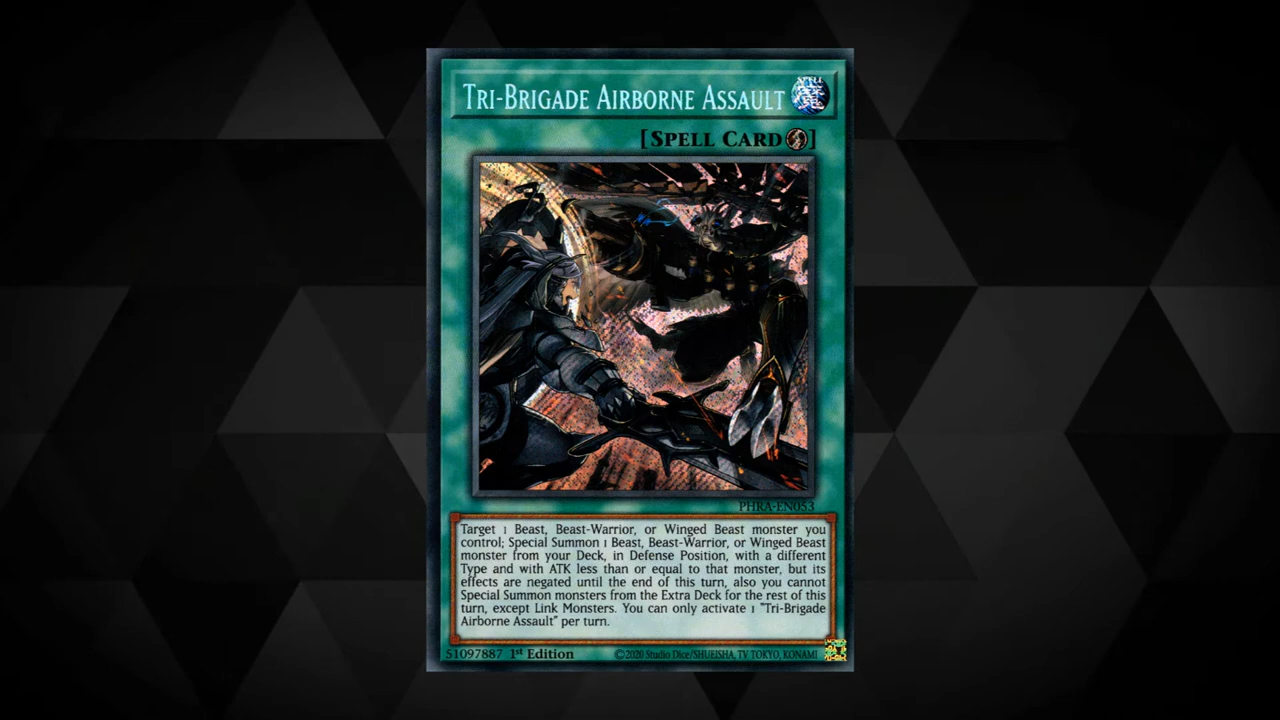 Tri-Brigade Airborne Assault
[Spell Card]
PHRA-EN053
Target 1 Beast, Beast-Warrior, or Winged Beast monster you
control; Special Summon 1 Beast, Beast-Warrior, or Winged Beast
monster from your Deck, in Defense Position, with a different
Type and with ATK less than or equal to that monster, but its
effects are negated until the end of this turn, also you cannot
Special Summon monsters from the Extra Deck for the rest of this
turn, except Link Monsters. You can only activate 1 "Tri-Brigade
Airborne Assault" per turn.
51097887 1st Edition ©2020 Studio Dice/SHUEISHA, TV TOKYO, KONAMI